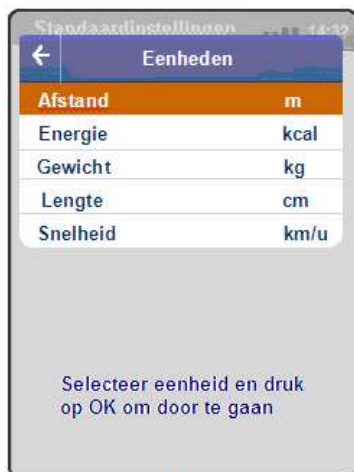 Standaardinstellingen 14:32
Eenheden
Afstand m
Energie kcal
Gewicht kg
Lengte cm
Snelheid km/u
Selecteer eenheid en druk
op OK om door te gaan